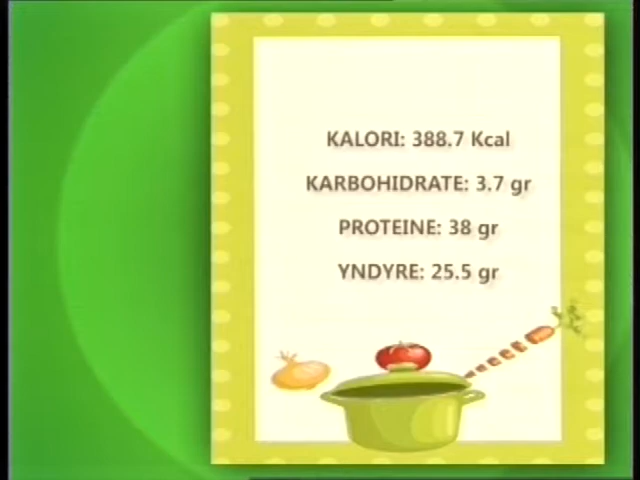 KALORI: 388.7 Kcal
KARBOHIDRATE: 3.7 gr
PROTEINE: 38 gr
YNDYRE: 25.5 gr